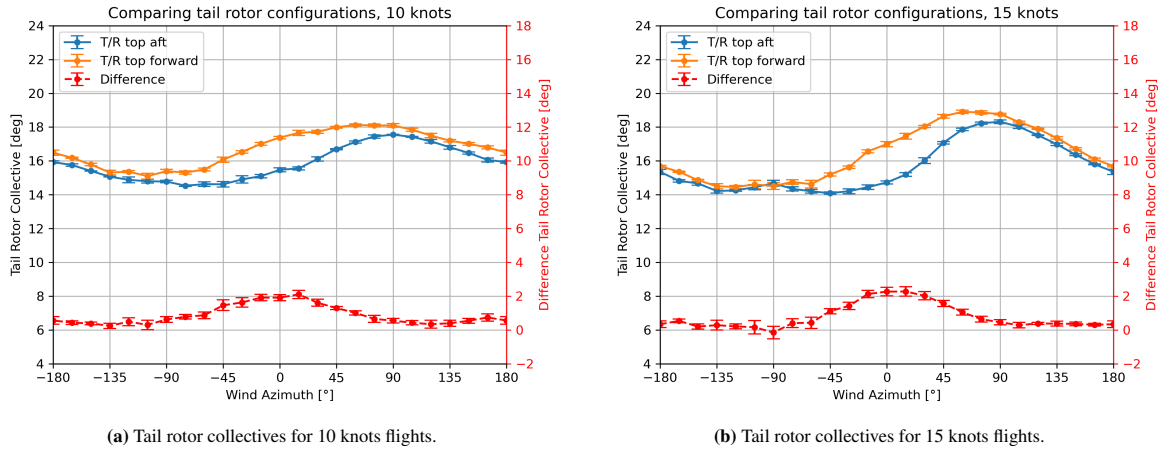 Comparing tail rotor configurations, 10 knots
T/R top aft
T/R top forward
Difference
Tail Rotor Collective [deg]
24
22
20
18
16
14
12
10
8
6
4
18
16
14
12
10
8
6
4
2
0
−2
Difference Tail Rotor Collective [deg]
−180 −135 −90 −45 0 45 90 135 180
Wind Azimuth [°]
(a) Tail rotor collectives for 10 knots flights.
Comparing tail rotor configurations, 15 knots
T/R top aft
T/R top forward
Difference
Tail Rotor Collective [deg]
24
22
20
18
16
14
12
10
8
6
4
18
16
14
12
10
8
6
4
2
0
−2
Difference Tail Rotor Collective [deg]
−180 −135 −90 −45 0 45 90 135 180
Wind Azimuth [°]
(b) Tail rotor collectives for 15 knots flights.